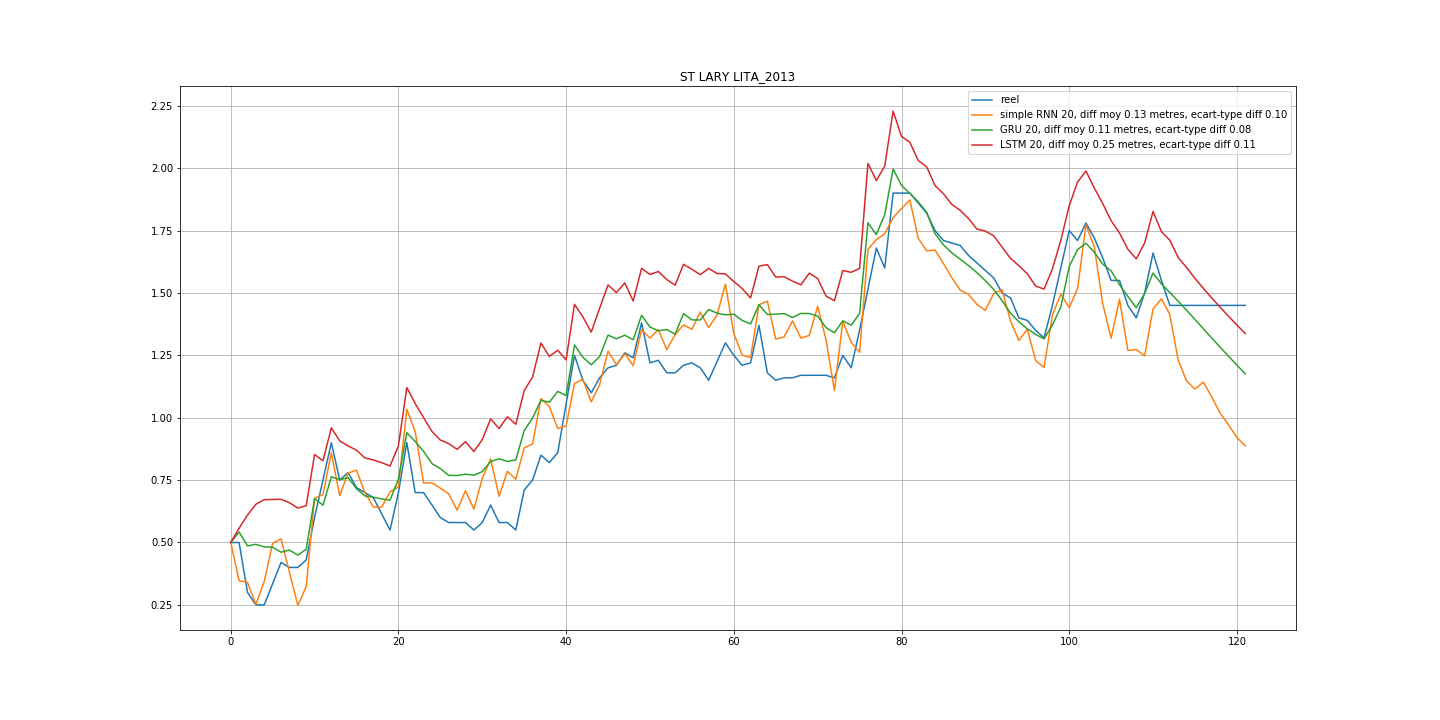 ST LARY LITA_2013
reel
simple RNN 20, diff moy 0.13 metres, ecart-type diff 0.10
GRU 20, diff moy 0.11 metres, ecart-type diff 0.08
LSTM 20, diff moy 0.25 metres, ecart-type diff 0.11
2.25
2.00
1.75
1.50
1.25
1.00
0.75
0.50
0.25
0 20 40 60 80 100 120